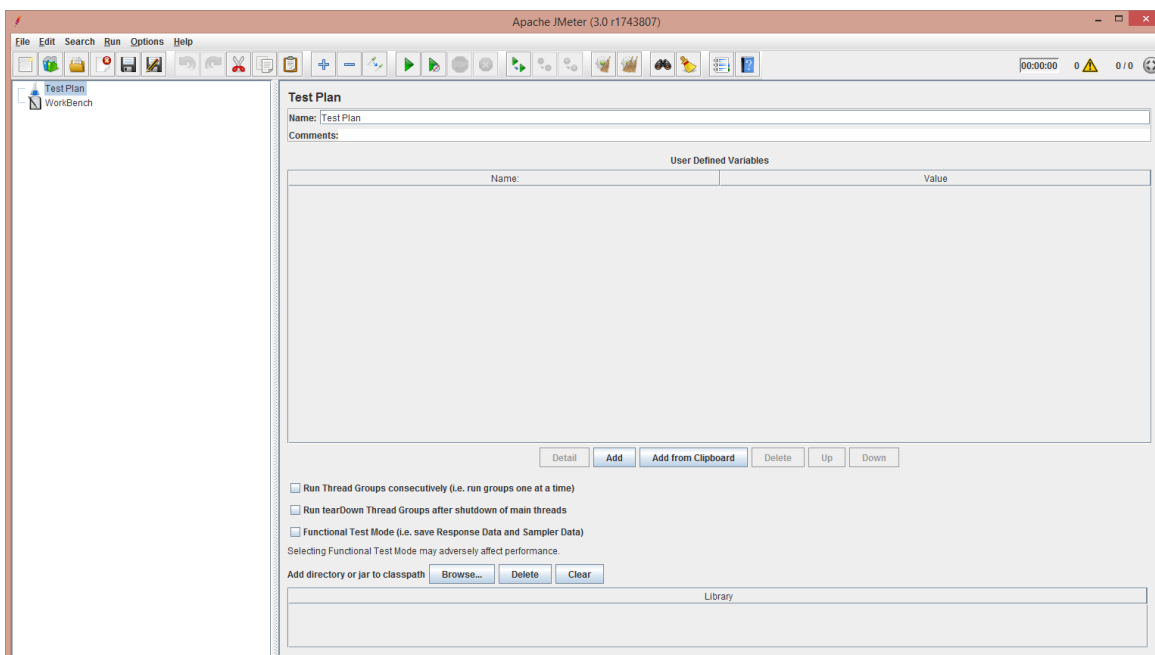 Apache JMeter (3.0 r1743807)
File Edit Search Run Options Help
00:00:00 0 0 / 0
Test Plan
WorkBench
Test Plan
Name: Test Plan
Comments:
User Defined Variables
Name: Value
Detail Add Add from Clipboard Delete Up Down
Run Thread Groups consecutively (i.e. run groups one at a time)
Run tearDown Thread Groups after shutdown of main threads
Functional Test Mode (i.e. save Response Data and Sampler Data)
Selecting Functional Test Mode may adversely affect performance.
Add directory or jar to classpath Browse... Delete Clear
Library